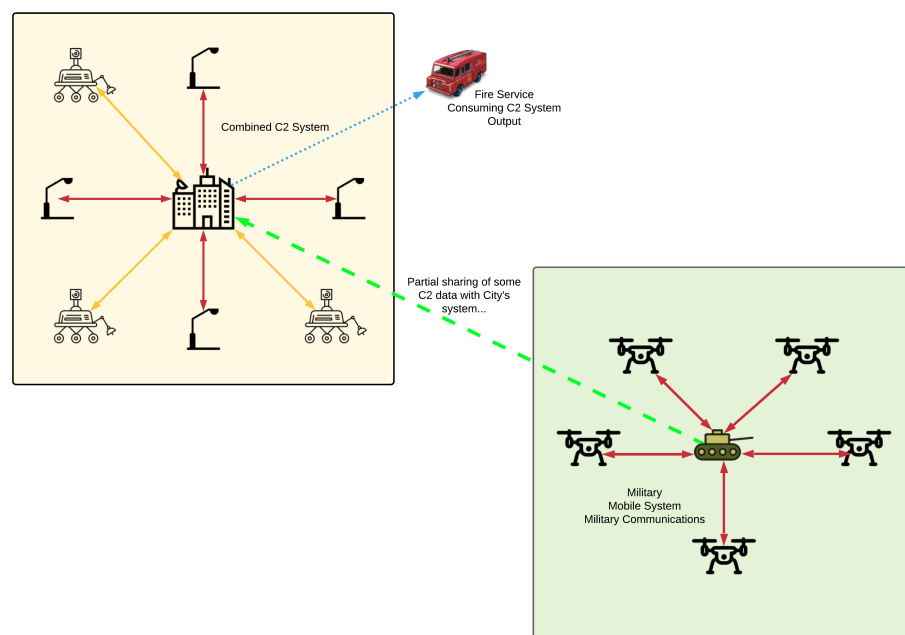 Combined C2 System
Fire Service
Consuming C2 System
Output
Partial sharing of some
C2 data with City's
system...
Military
Mobile System
Military Communications